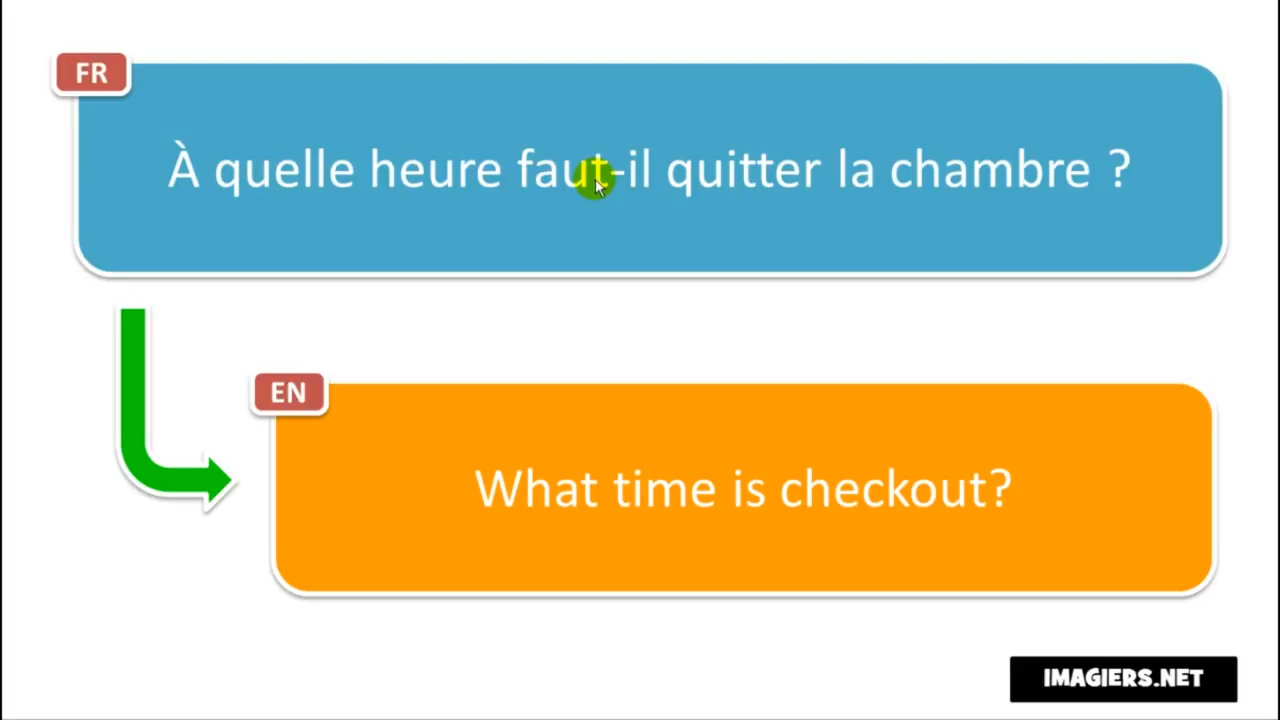 FR
À quelle heure faut-il quitter la chambre ?
EN
What time is checkout?
IMAGIERS.NET